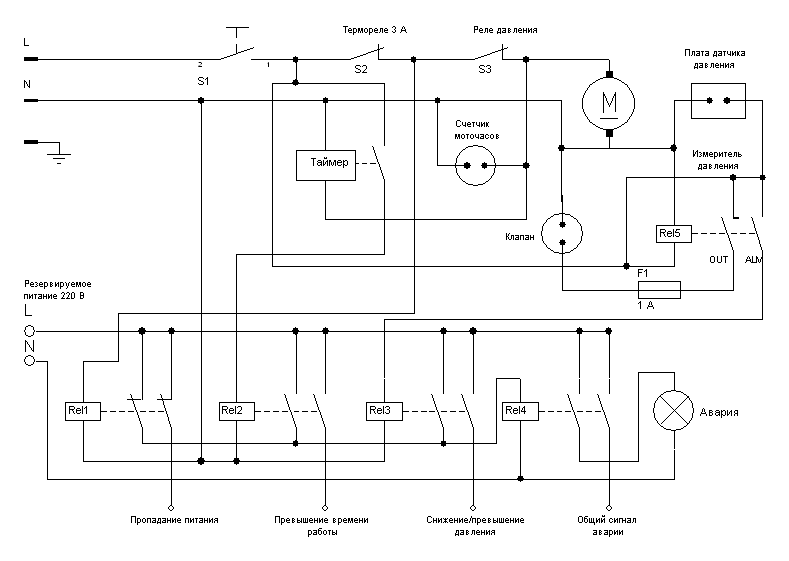 L
2
S1
1
Термореле 3 А
S2
Реле давления
S3
N
M
Плата датчика
давления
Счетчик
моточасов
Таймер
Измеритель
давления
Клапан
Rel5
OUT
ALM
F1
1 А
Резервируемое
питание 220 В
L
N
Rel1
Rel2
Rel3
Rel4
Авария
Пропадание питания
Превышение времени
работы
Снижение/превышение
давления
Общий сигнал
аварии